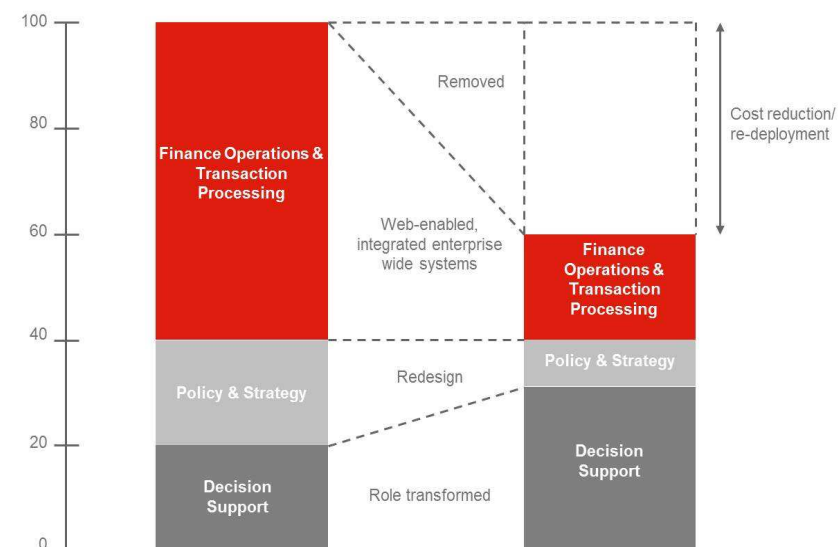 100
80
60
40
20
0
Finance Operations &
Transaction
Processing
Policy & Strategy
Decision
Support
Removed
Web-enabled,
integrated enterprise
wide systems
Redesign
Role transformed
Finance
Operations &
Transaction
Processing
Policy & Strategy
Decision
Support
Cost reduction/
re-deployment